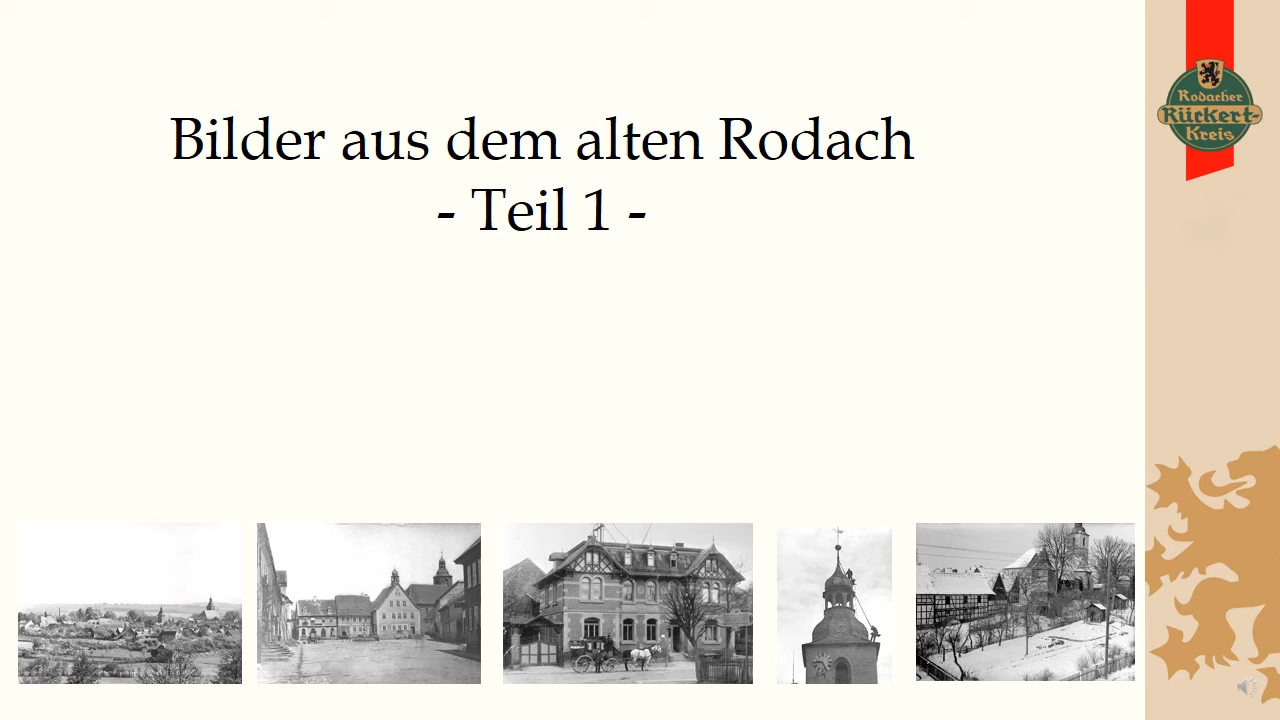 Bilder aus dem alten Rodach
- Teil 1 -
Rodacher
Rückert-
Kreis